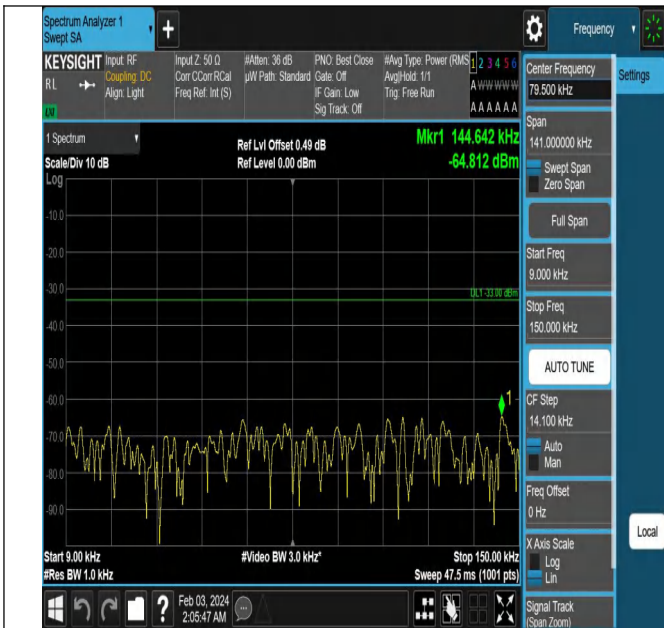 Spectrum Analyzer 1
Swept SA
Frequency
KEYSIGHT
RL
LXI
Input: RF
Coupling: DC
Align: Light
Input Z: 50 Ω
Corr CCorr RCal
Freq Ref: Int (S)
#Atten: 36 dB
µW Path: Standard
PNO: Best Close
Gate: Off
IF Gain: Low
Sig Track: Off
#Avg Type: Power (RMS
Avg|Hold: 1/1
Trig: Free Run
1 2 3 4 5 6
A W W W W W
A A A A A A
1 Spectrum
Scale/Div 10 dB
Log
Ref Lvl Offset 0.49 dB
Ref Level 0.00 dBm
Mkr1 144.642 kHz
-64.812 dBm
-10.0
-20.0
-30.0
DL1 -33.00 dBm
-40.0
-50.0
-60.0
1
-70.0
-80.0
-90.0
Start 9.00 kHz
#Res BW 1.0 kHz
#Video BW 3.0 kHz*
Stop 150.00 kHz
Sweep 47.5 ms (1001 pts)
Feb 03, 2024
2:05:47 AM
Center Frequency
79.500 kHz
Settings
Span
141.000000 kHz
Swept Span
Zero Span
Full Span
Start Freq
9.000 kHz
Stop Freq
150.000 kHz
AUTO TUNE
CF Step
14.100 kHz
Auto
Man
Freq Offset
0 Hz
Local
X Axis Scale
Log
Lin
Signal Track
(Span Zoom)